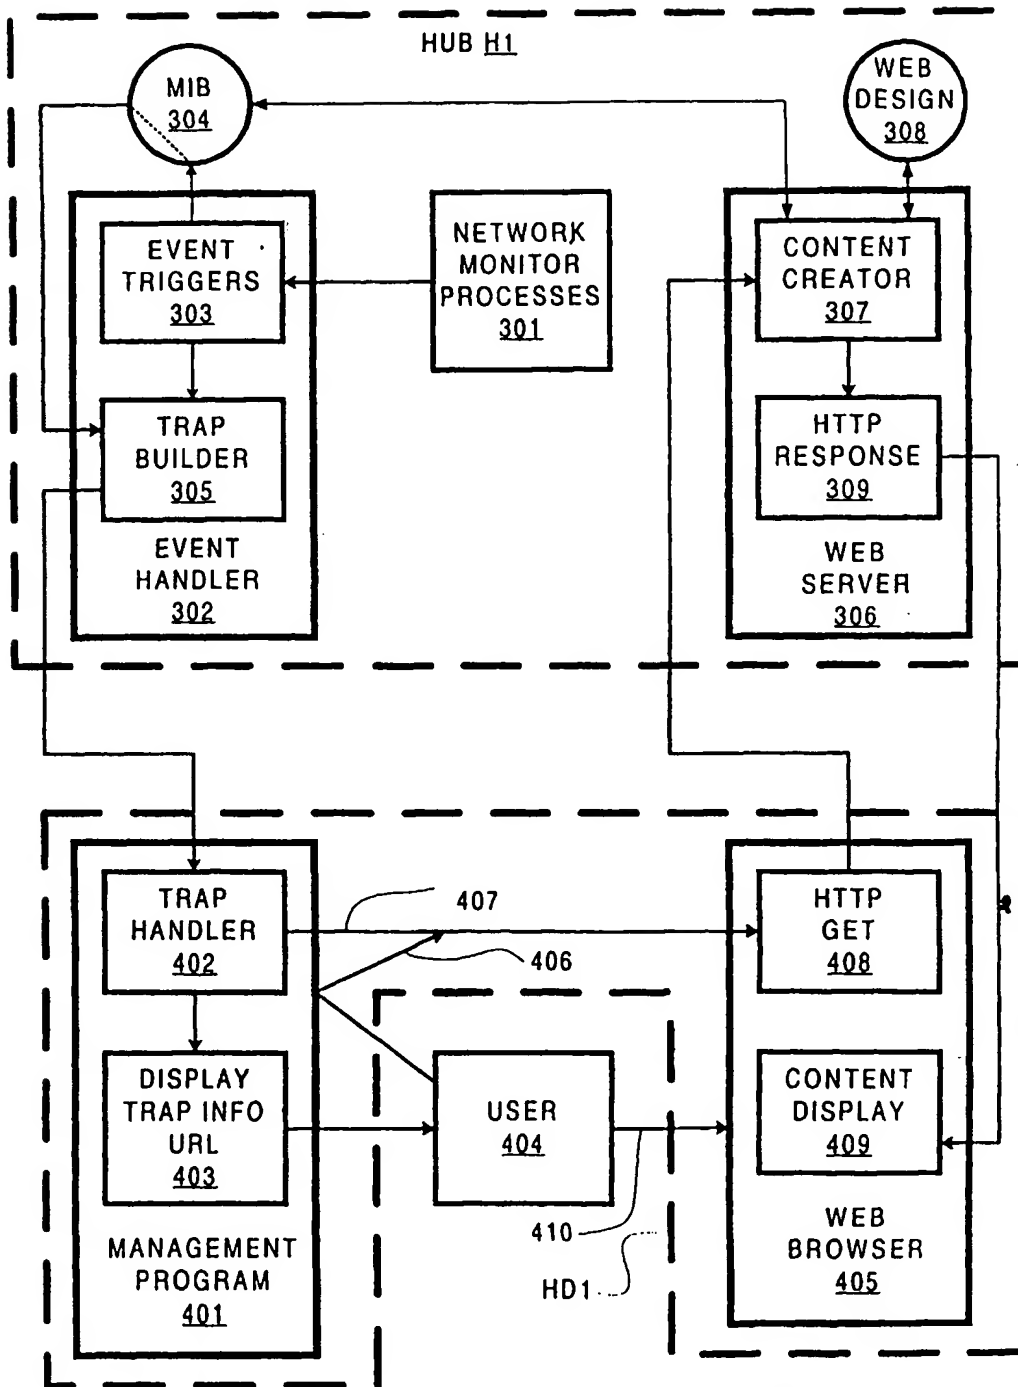 HUB H1
MIB
304
WEB
DESIGN
308
EVENT
TRIGGERS
303
NETWORK
MONITOR
PROCESSES
301
CONTENT
CREATOR
307
TRAP
BUILDER
305
HTTP
RESPONSE
309
EVENT
HANDLER
302
WEB
SERVER
306
TRAP
HANDLER
402
407
406
HTTP
GET
408
DISPLAY
TRAP INFO
URL
403
USER
404
CONTENT
DISPLAY
409
410
HD1
MANAGEMENT
PROGRAM
401
WEB
BROWSER
405